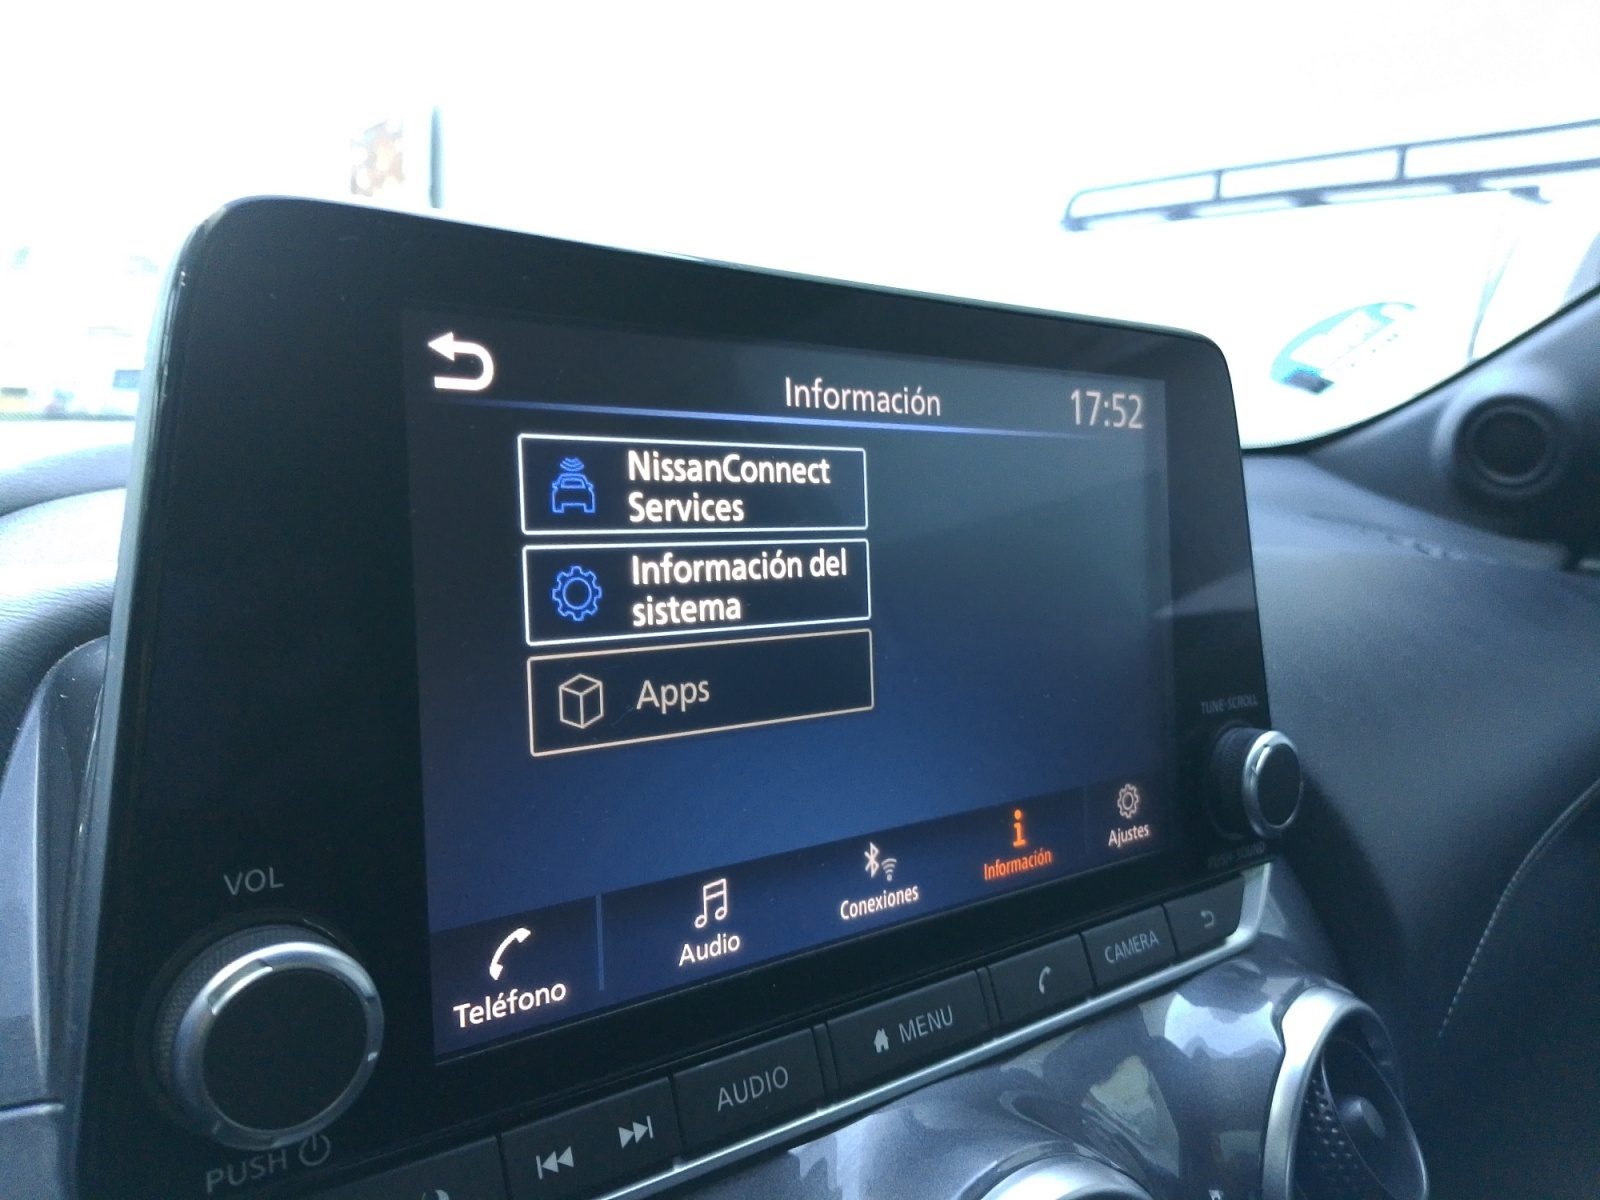 Información
17:52
NissanConnect
Services
Información del
sistema
Apps
Teléfono
Audio
Conexiones
Información
Ajustes
VOL
PUSH
TUNE·SCROLL
PUSH·SOUND
AUDIO
MENU
CAMERA